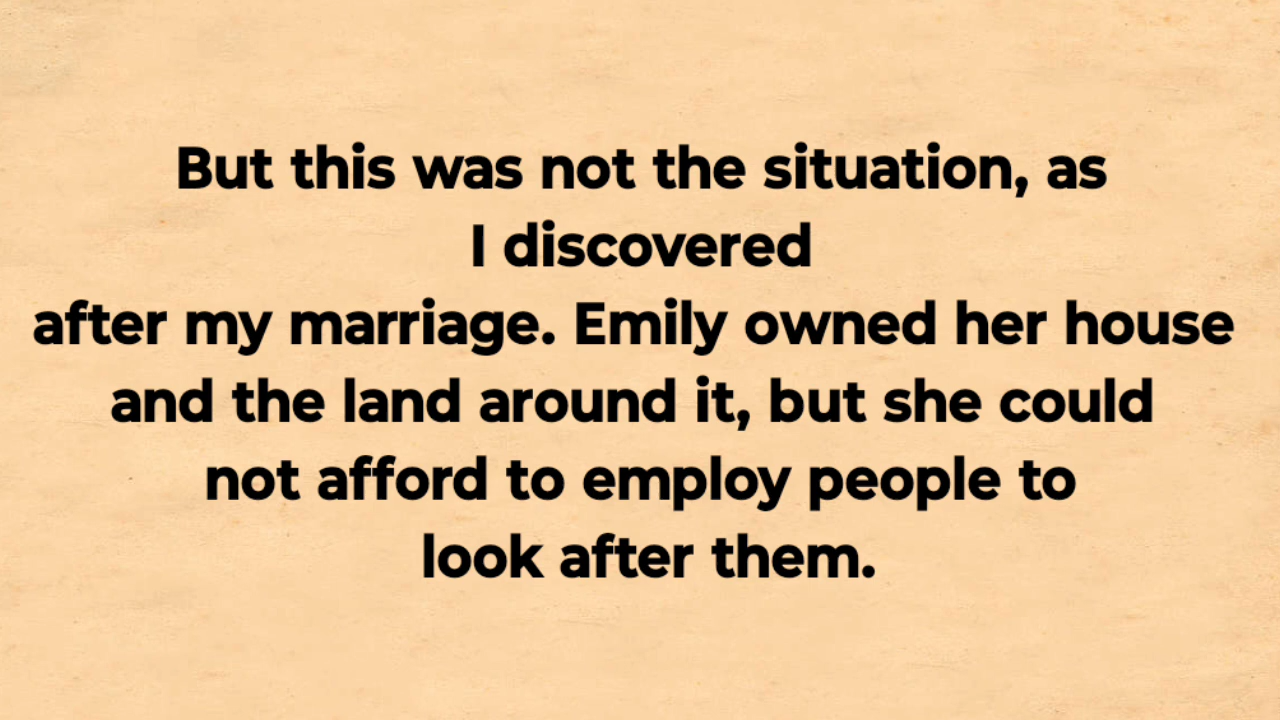 But this was not the situation, as
I discovered
after my marriage. Emily owned her house
and the land around it, but she could
not afford to employ people to
look after them.